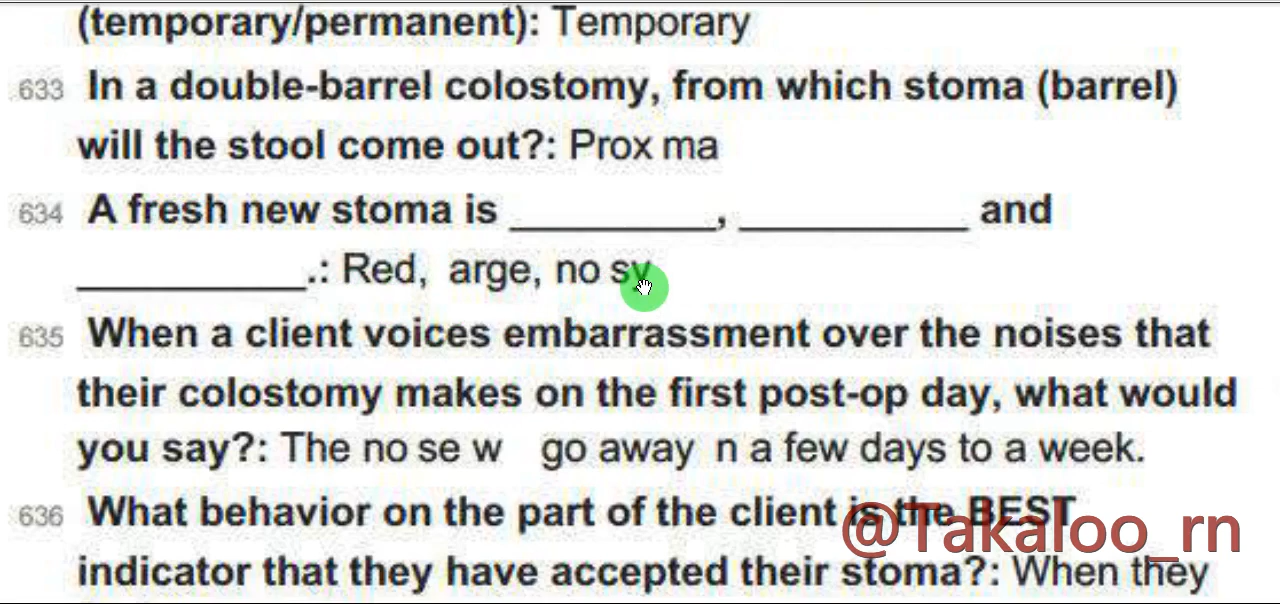 (temporary/permanent): Temporary
633 In a double-barrel colostomy, from which stoma (barrel)
will the stool come out?: Prox ma
634 A fresh new stoma is __________, ___________ and
___________.: Red, arge, no sy
635 When a client voices embarrassment over the noises that
their colostomy makes on the first post-op day, what would
you say?: The no se w go away n a few days to a week.
636 What behavior on the part of the client is the BEST
@Takaloo_rn
indicator that they have accepted their stoma?: When they